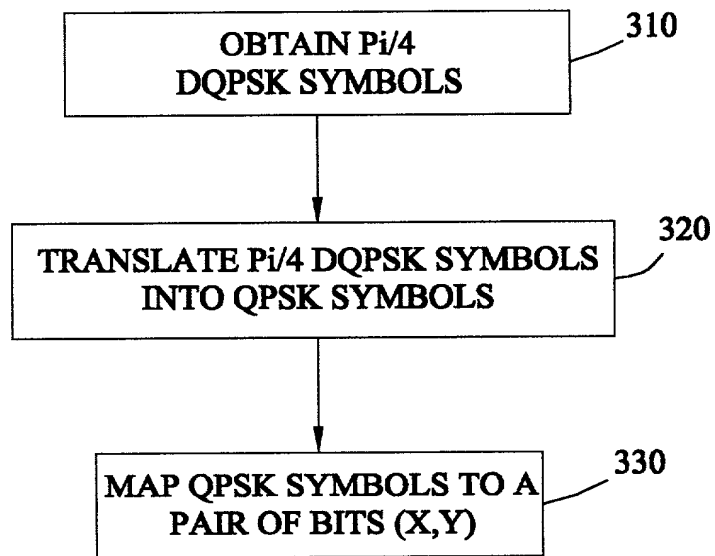 OBTAIN Pi/4
DQPSK SYMBOLS
310
TRANSLATE Pi/4 DQPSK SYMBOLS
INTO QPSK SYMBOLS
320
MAP QPSK SYMBOLS TO A
PAIR OF BITS (X,Y)
330